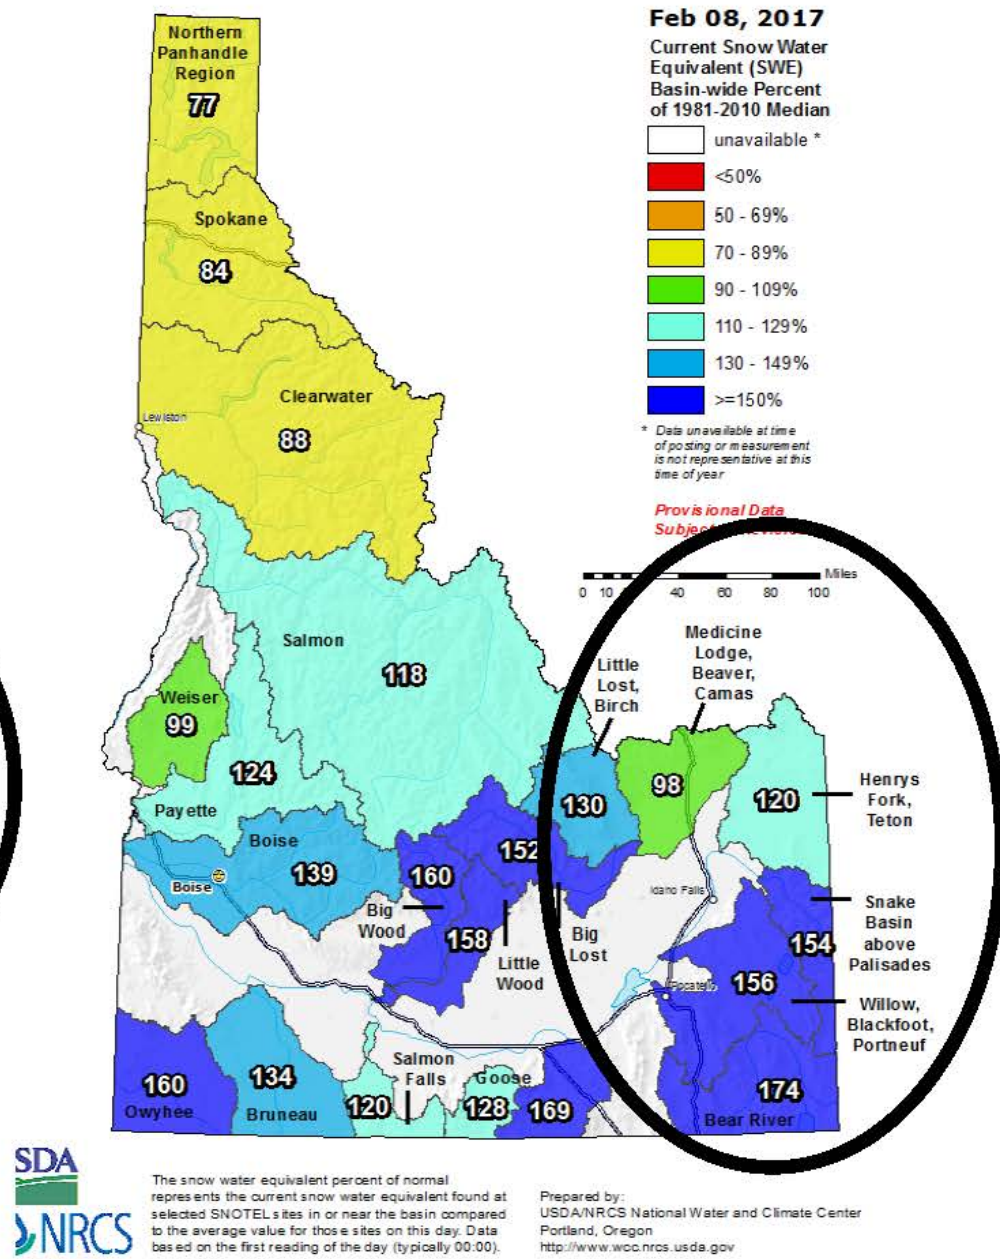 Feb 08, 2017
Current Snow Water
Equivalent (SWE)
Basin-wide Percent
of 1981-2010 Median
unavailable *
<50%
50 - 69%
70 - 89%
90 - 109%
110 - 129%
130 - 149%
>=150%
* Data unavailable at time
of posting or measurement
is not representative at this
time of year
Provisional Data
Miles
0 10 40 60 80 100
Northern
Panhandle
Region
77
Spokane
84
Clearwater
88
Lewiston
Salmon
118
Weiser
99
124
Payette
Boise
139
Boise
160
Big
Wood
158
152
Little
Wood
Big
Lost
Little
Lost,
Birch
130
Medicine
Lodge,
Beaver,
Camas
98
120
Henrys
Fork,
Teton
Idaho Falls
Snake
Basin
above
Palisades
154
156
Pocatello
Willow,
Blackfoot,
Portneuf
174
Bear River
160
Owyhee
134
Bruneau
120
Salmon
Falls
Goose
128
169
SDA
NRCS
The snow water equivalent percent of normal
represents the current snow water equivalent found at
selected SNOTEL sites in or near the basin compared
to the average value for those sites on this day. Data
based on the first reading of the day (typically 00:00).
Prepared by:
USDA/NRCS National Water and Climate Center
Portland, Oregon
http://www.wcc.nrcs.usda.gov